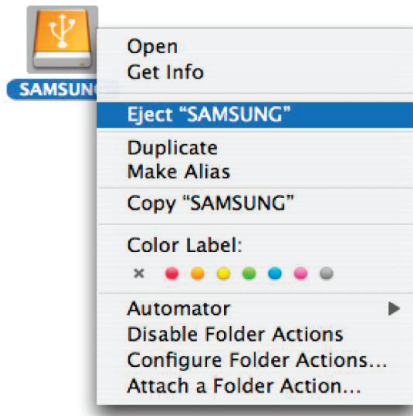 SAMSUNG
Open
Get Info
Eject “SAMSUNG”
Duplicate
Make Alias
Copy “SAMSUNG”
Color Label:
Automator
Disable Folder Actions
Configure Folder Actions...
Attach a Folder Action...